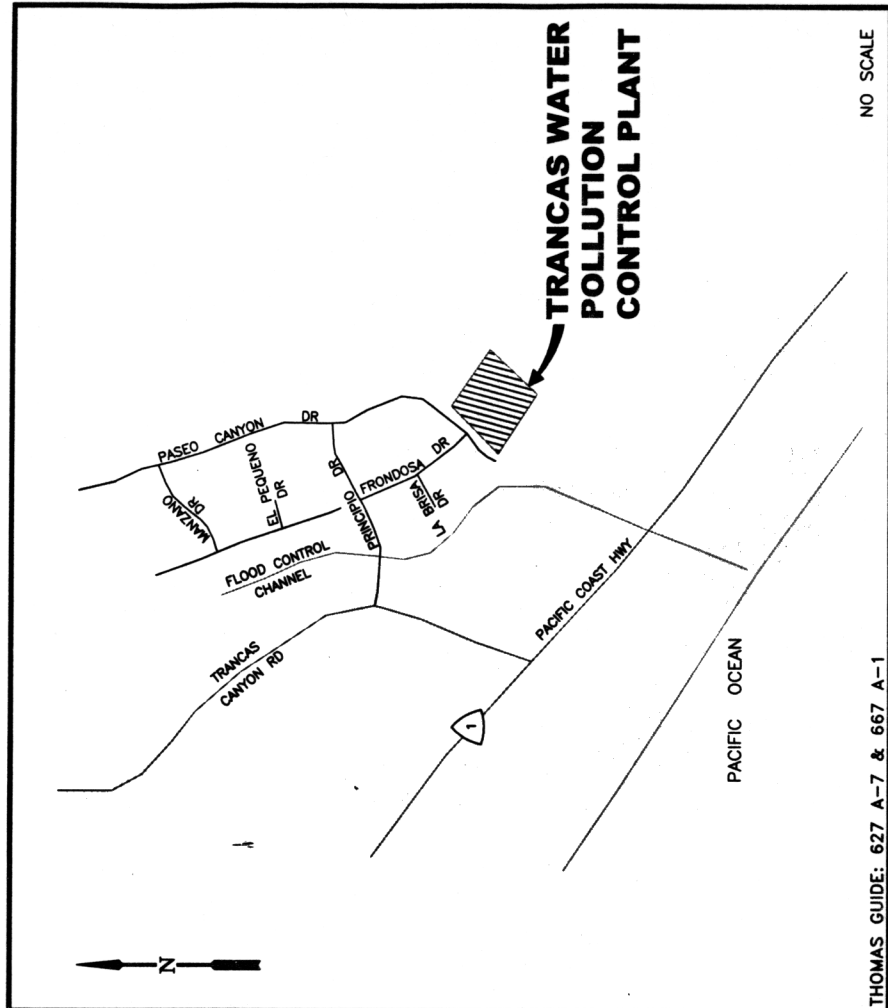 TRANCAS WATER
POLLUTION
CONTROL PLANT
NO SCALE
PASEO CANYON DR
MANZANO
DR
EL PEQUENO
DR
PRINCIPIO DR
FRONDOSA DR
LA BRISA
DR
FLOOD CONTROL
CHANNEL
TRANCAS
CANYON RD
PACIFIC COAST HWY
1
PACIFIC OCEAN
N
THOMAS GUIDE: 627 A-7 & 667 A-1